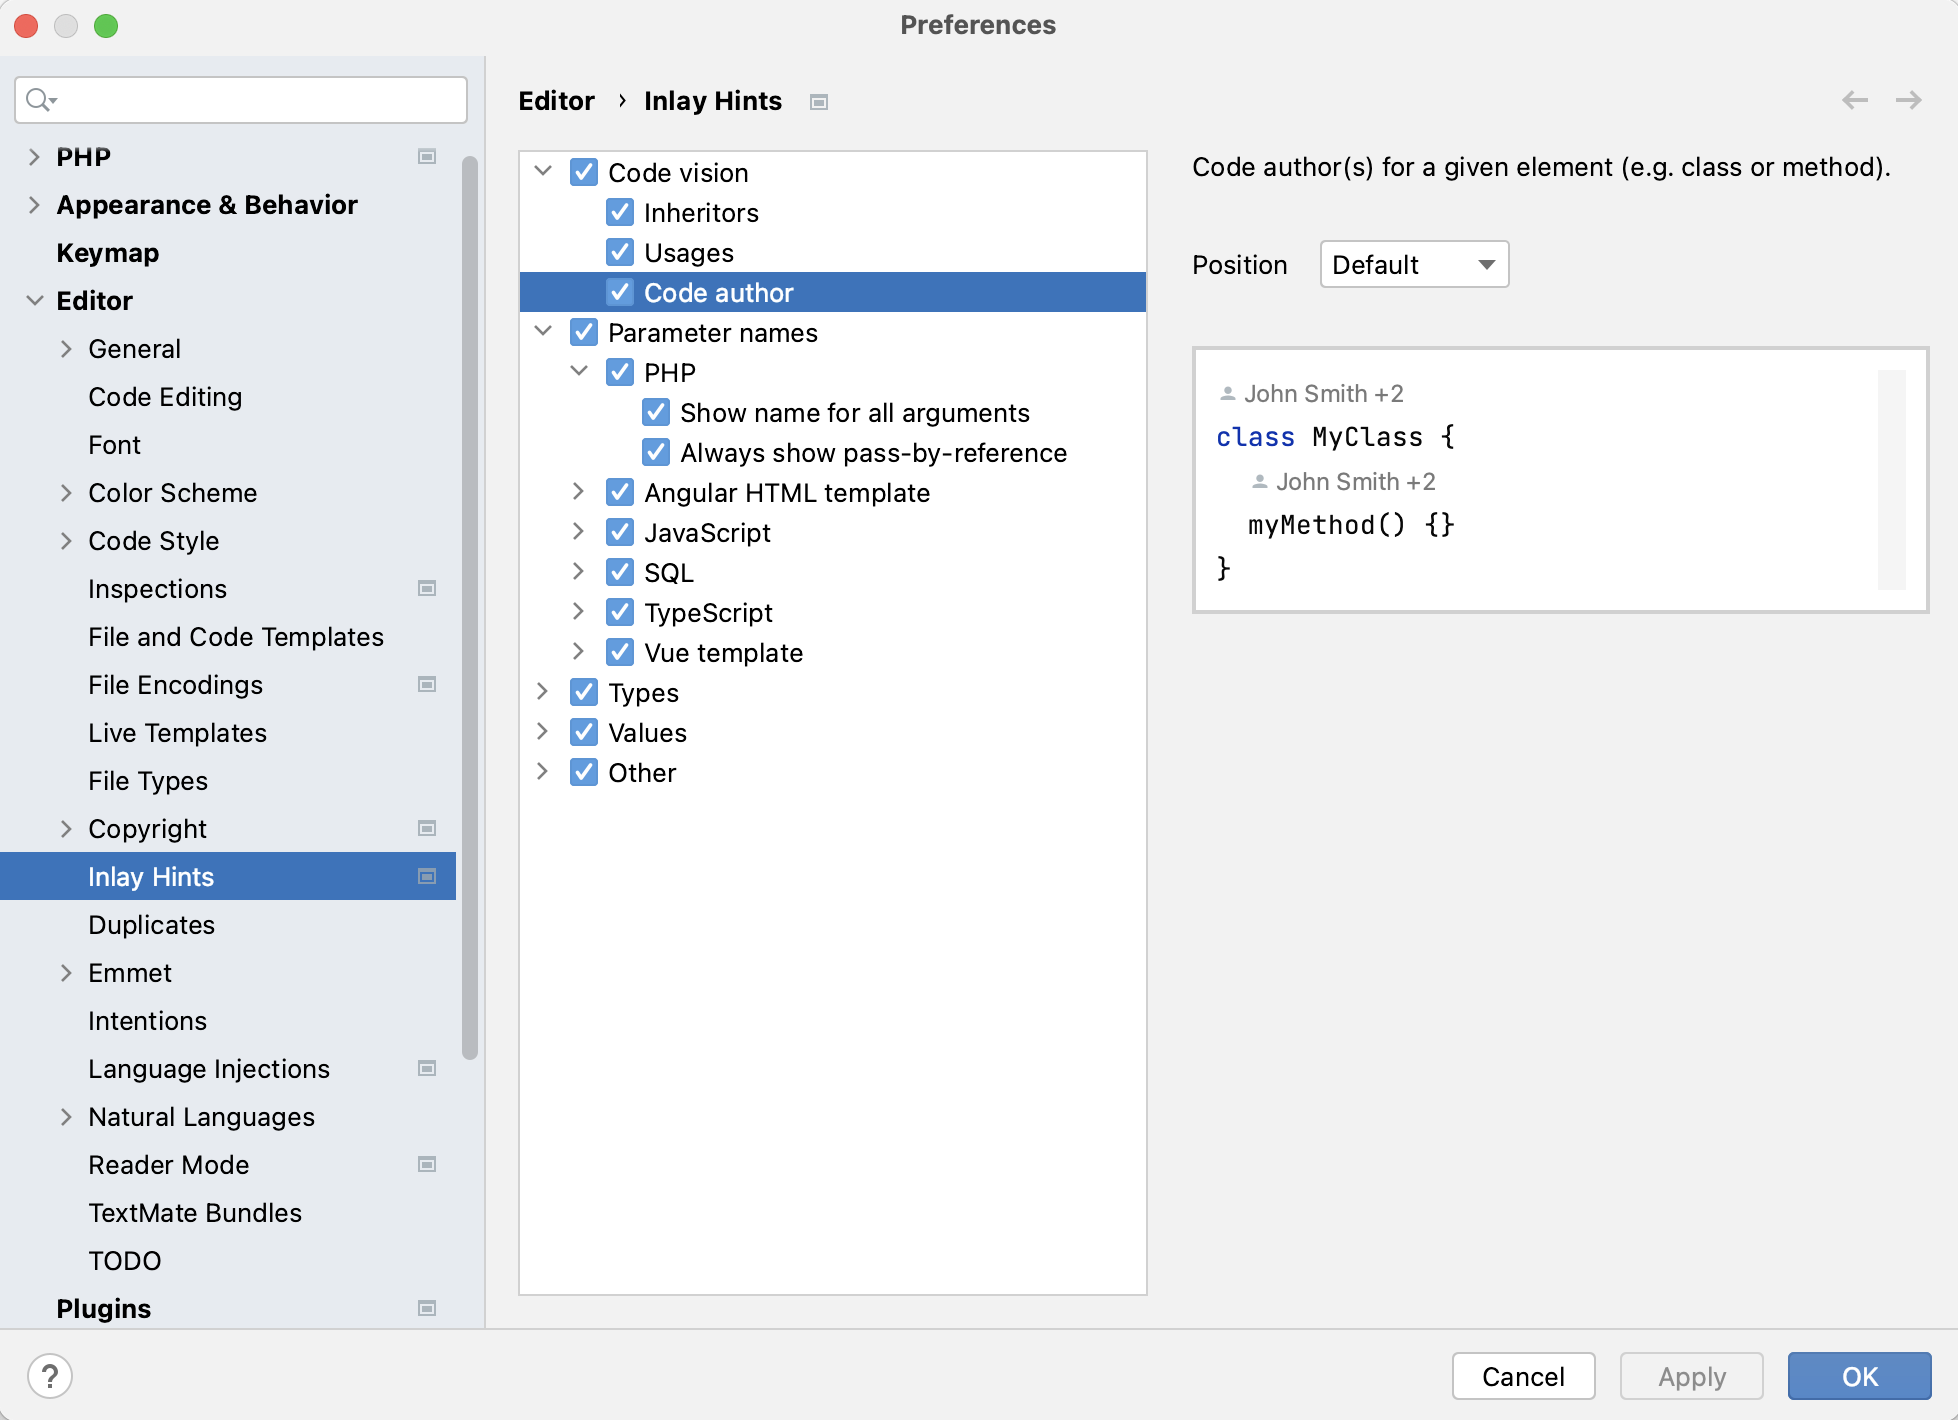 Preferences
PHP
Appearance & Behavior
Keymap
Editor
General
Code Editing
Font
Color Scheme
Code Style
Inspections
File and Code Templates
File Encodings
Live Templates
File Types
Copyright
Inlay Hints
Duplicates
Emmet
Intentions
Language Injections
Natural Languages
Reader Mode
TextMate Bundles
TODO
Plugins
Editor › Inlay Hints
Code vision
Inheritors
Usages
Code author
Parameter names
PHP
Show name for all arguments
Always show pass-by-reference
Angular HTML template
JavaScript
SQL
TypeScript
Vue template
Types
Values
Other
Code author(s) for a given element (e.g. class or method).
Position Default
John Smith +2
class MyClass {
John Smith +2
myMethod() {}
}
?
Cancel Apply OK